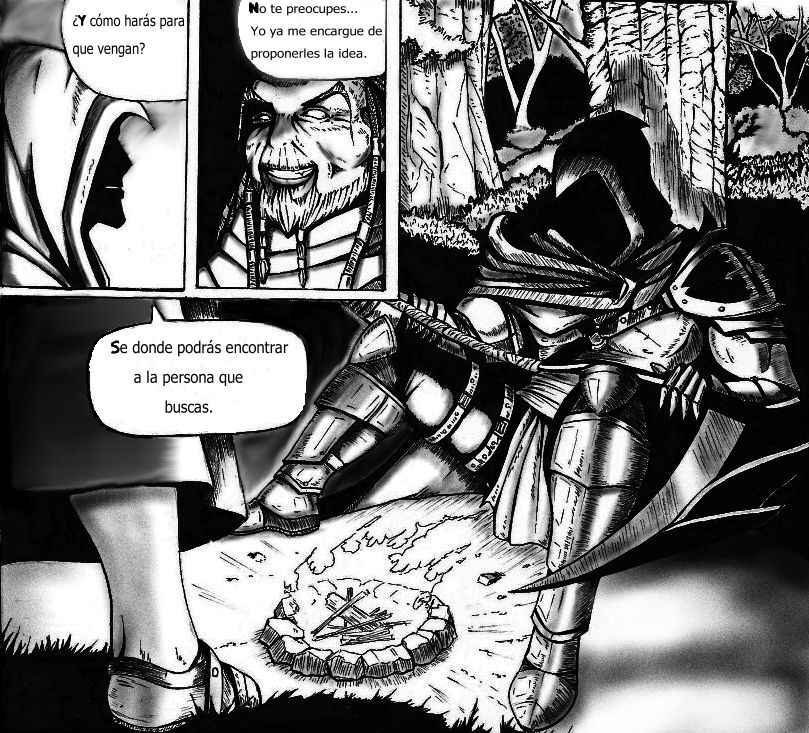 ¿Y cómo harás para
que vengan?
No te preocupes...
Yo ya me encargue de
proponerles la idea.
Se donde podrás encontrar
a la persona que
buscas.